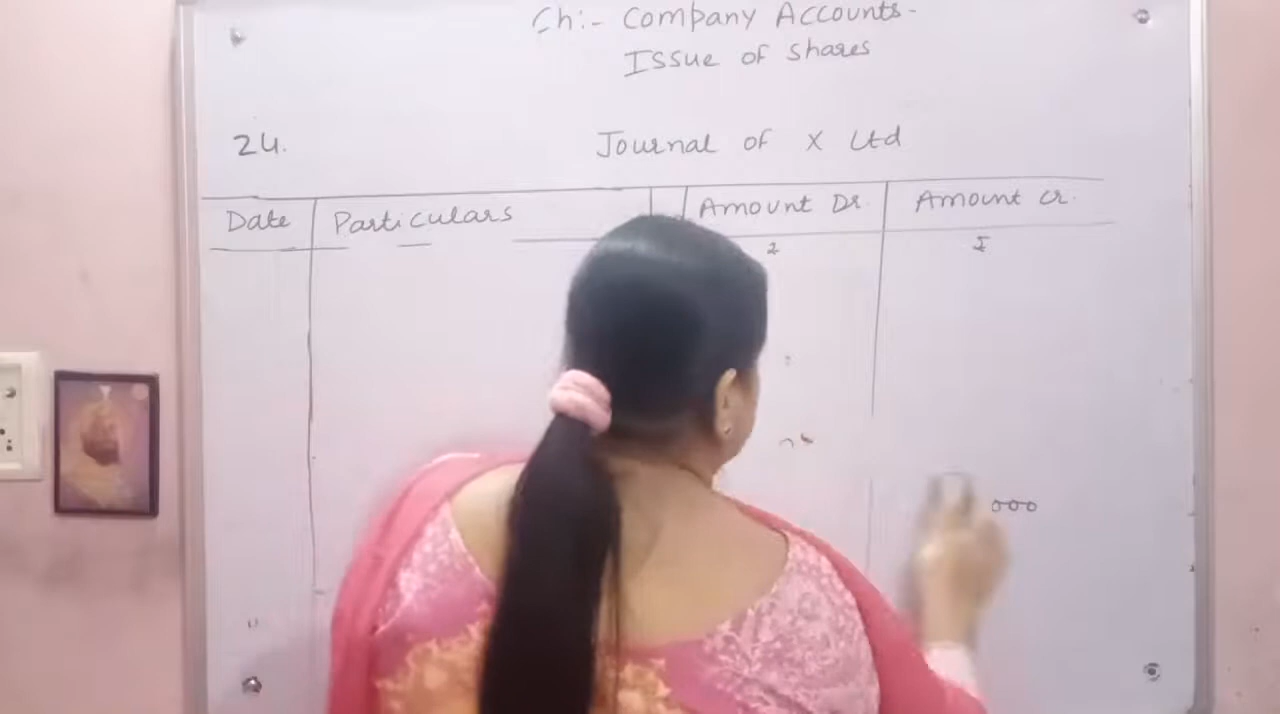 Ch:- Company Accounts-
Issue of Shares
24. Journal of X Ltd
Date Particulars Amount Dr. Amount Cr.
000